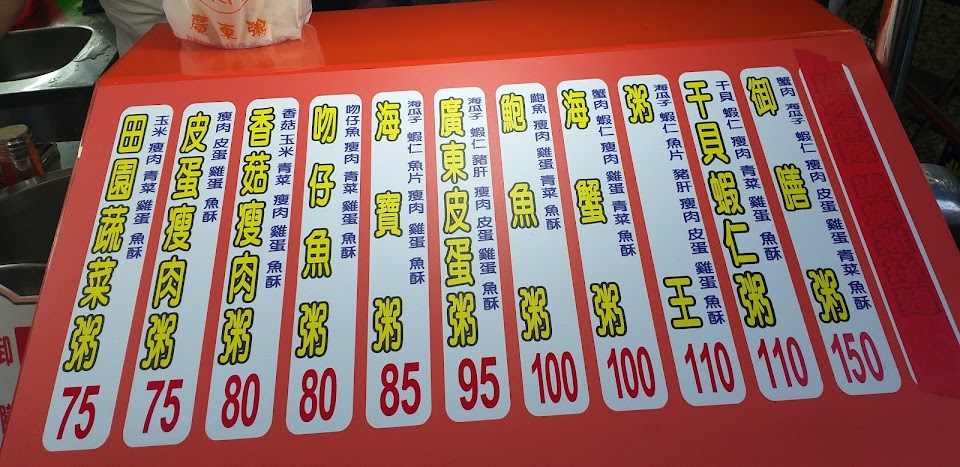 廣東粥
田園蔬菜粥
玉米 瘦肉 青菜 雞蛋 魚酥
75
皮蛋瘦肉粥
瘦肉 皮蛋 雞蛋 魚酥
75
香菇瘦肉粥
香菇 玉米 青菜 瘦肉 雞蛋 魚酥
80
吻仔魚粥
吻仔魚 瘦肉 青菜 雞蛋 魚酥
80
海寶粥
海瓜子 蝦仁 魚片 瘦肉 雞蛋 魚酥
85
廣東皮蛋粥
海瓜子 蝦仁 豬肝 瘦肉 皮蛋 雞蛋 魚酥
95
鮑魚粥
鮑魚 瘦肉 雞蛋 青菜 魚酥
100
海蟹粥
蟹肉 蝦仁 瘦肉 雞蛋 青菜 魚酥
100
粥王
海瓜子 蝦仁 魚片 豬肝 瘦肉 皮蛋 雞蛋 魚酥
110
干貝蝦仁粥
干貝 蝦仁 瘦肉 青菜 雞蛋 魚酥
110
御膳粥
蟹肉 海瓜子 蝦仁 瘦肉 皮蛋 雞蛋 青菜 魚酥
150